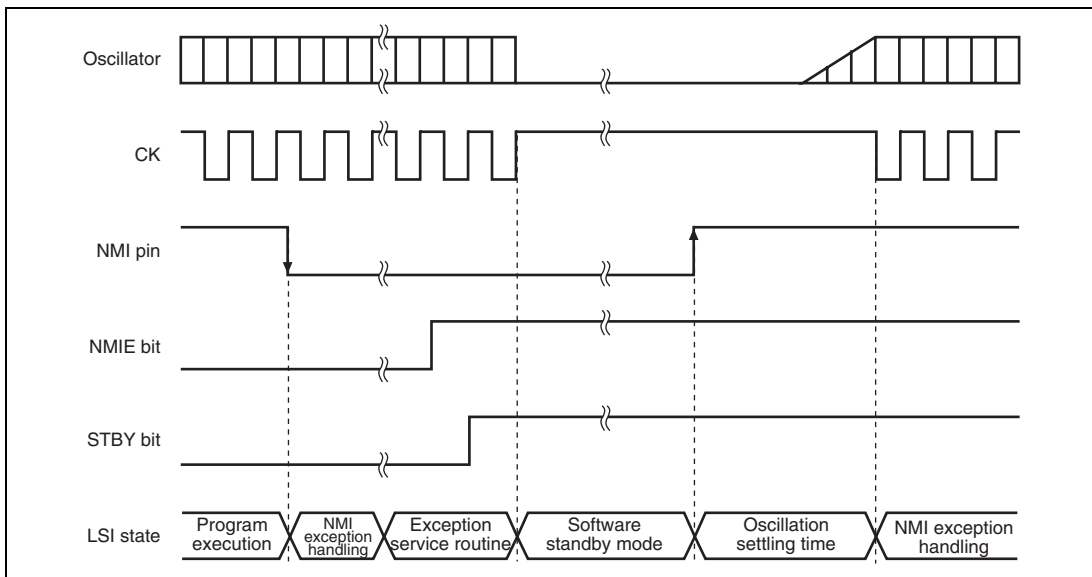 Oscillator
CK
NMI pin
NMIE bit
STBY bit
LSI state
Program
execution
NMI
exception
handling
Exception
service routine
Software
standby mode
Oscillation
settling time
NMI exception
handling